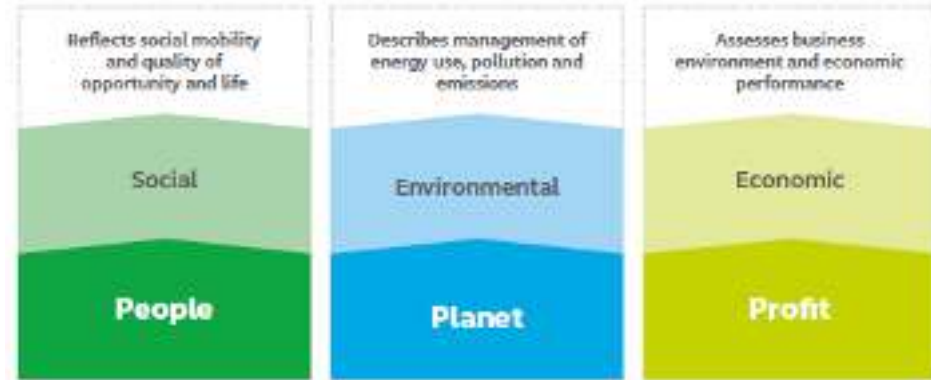 Reflects social mobility
and quality of
opportunity and life
Social
People
Describes management of
energy use, pollution and
emissions
Environmental
Planet
Assesses business
environment and economic
performance
Economic
Profit